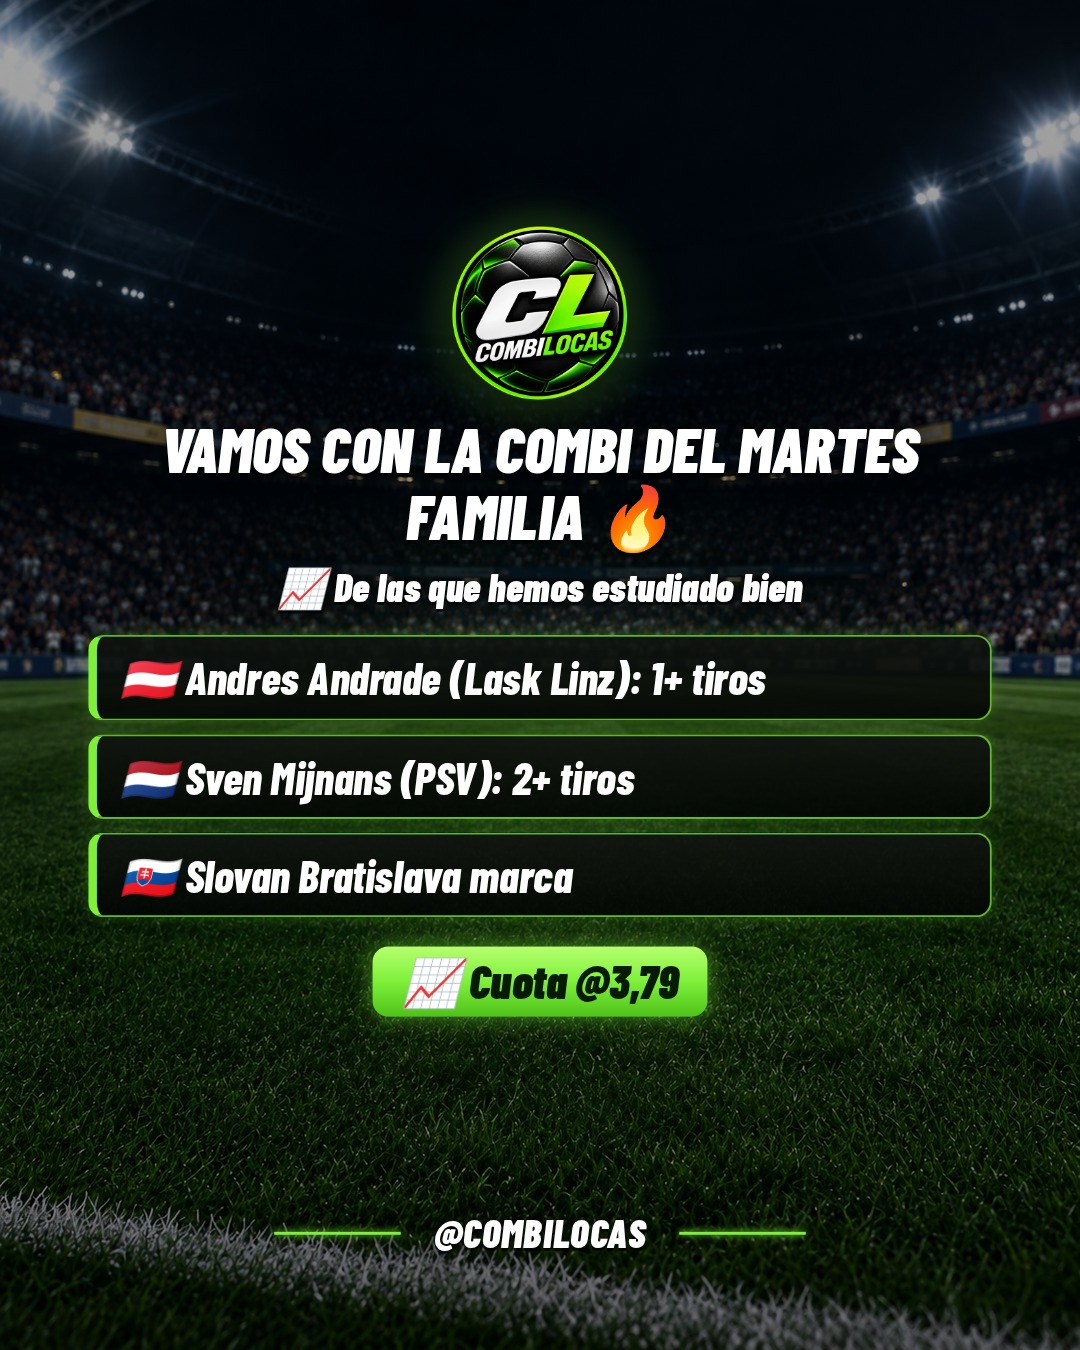 CL
COMBILOCAS
VAMOS CON LA COMBI DEL MARTES
FAMILIA 🔥
📈 De las que hemos estudiado bien
🇦🇹 Andres Andrade (Lask Linz): 1+ tiros
🇳🇱 Sven Mijnans (PSV): 2+ tiros
🇸🇰 Slovan Bratislava marca
📈 Cuota @3,79
@COMBILOCAS